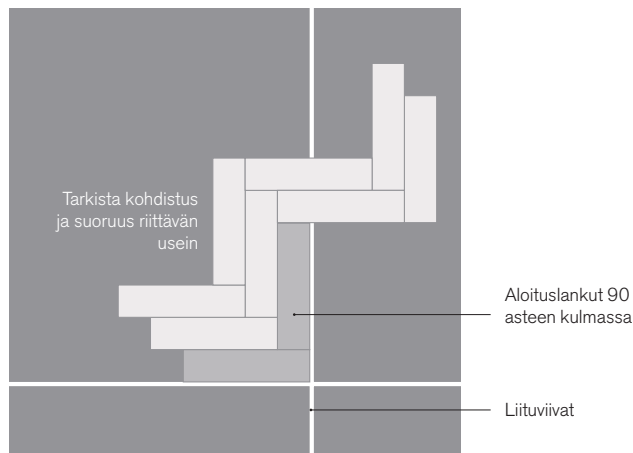 Tarkista kohdistus
ja suoruus riittävän
usein
Aloituslankut 90
asteen kulmassa
Liituviivat